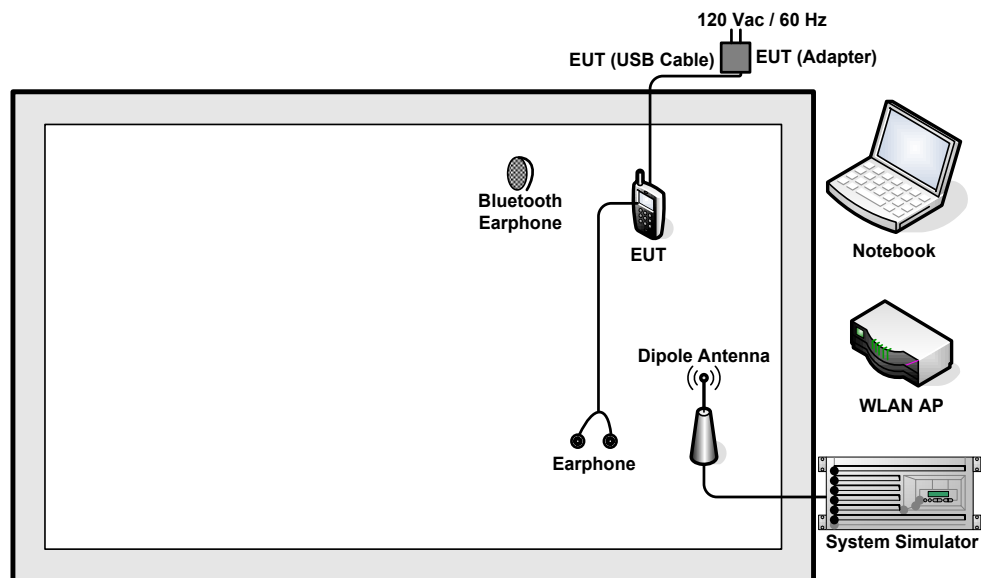 120 Vac / 60 Hz
EUT (USB Cable)
EUT (Adapter)
Bluetooth
Earphone
EUT
Notebook
Dipole Antenna
WLAN AP
Earphone
System Simulator